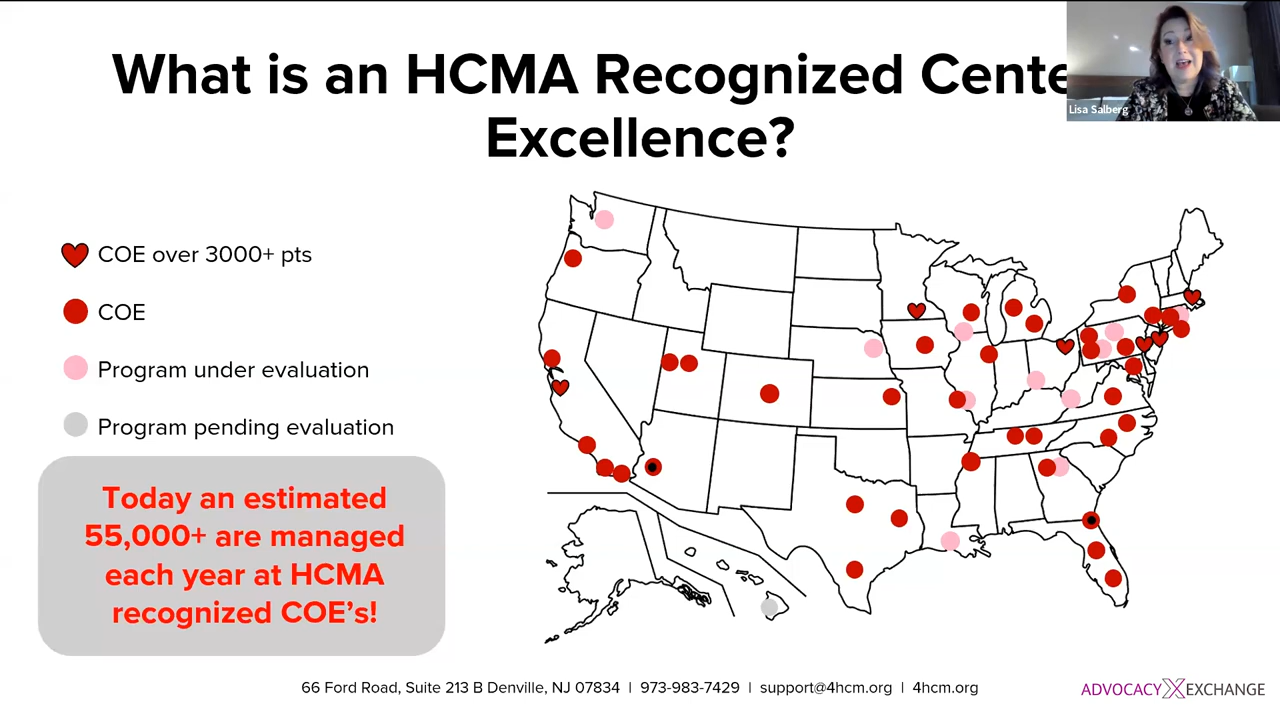 What is an HCMA Recognized Cente
Excellence?
Lisa Salberg
COE over 3000+ pts
COE
Program under evaluation
Program pending evaluation
Today an estimated
55,000+ are managed
each year at HCMA
recognized COE's!
66 Ford Road, Suite 213 B Denville, NJ 07834 | 973-983-7429 | support@4hcm.org | 4hcm.org
ADVOCACY X EXCHANGE